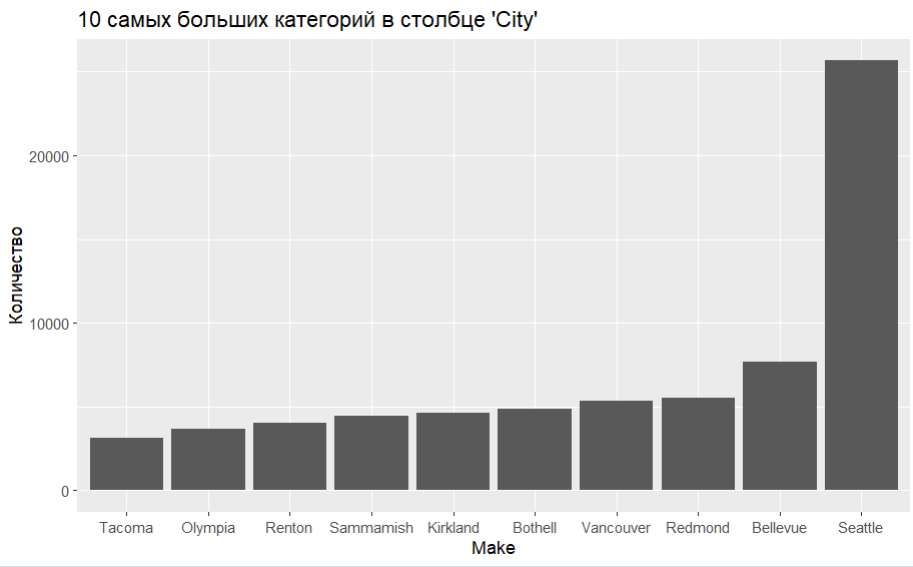 10 самых больших категорий в столбце 'City'
Количество
20000
10000
0
Tacoma Olympia Renton Sammamish Kirkland Bothell Vancouver Redmond Bellevue Seattle
Make